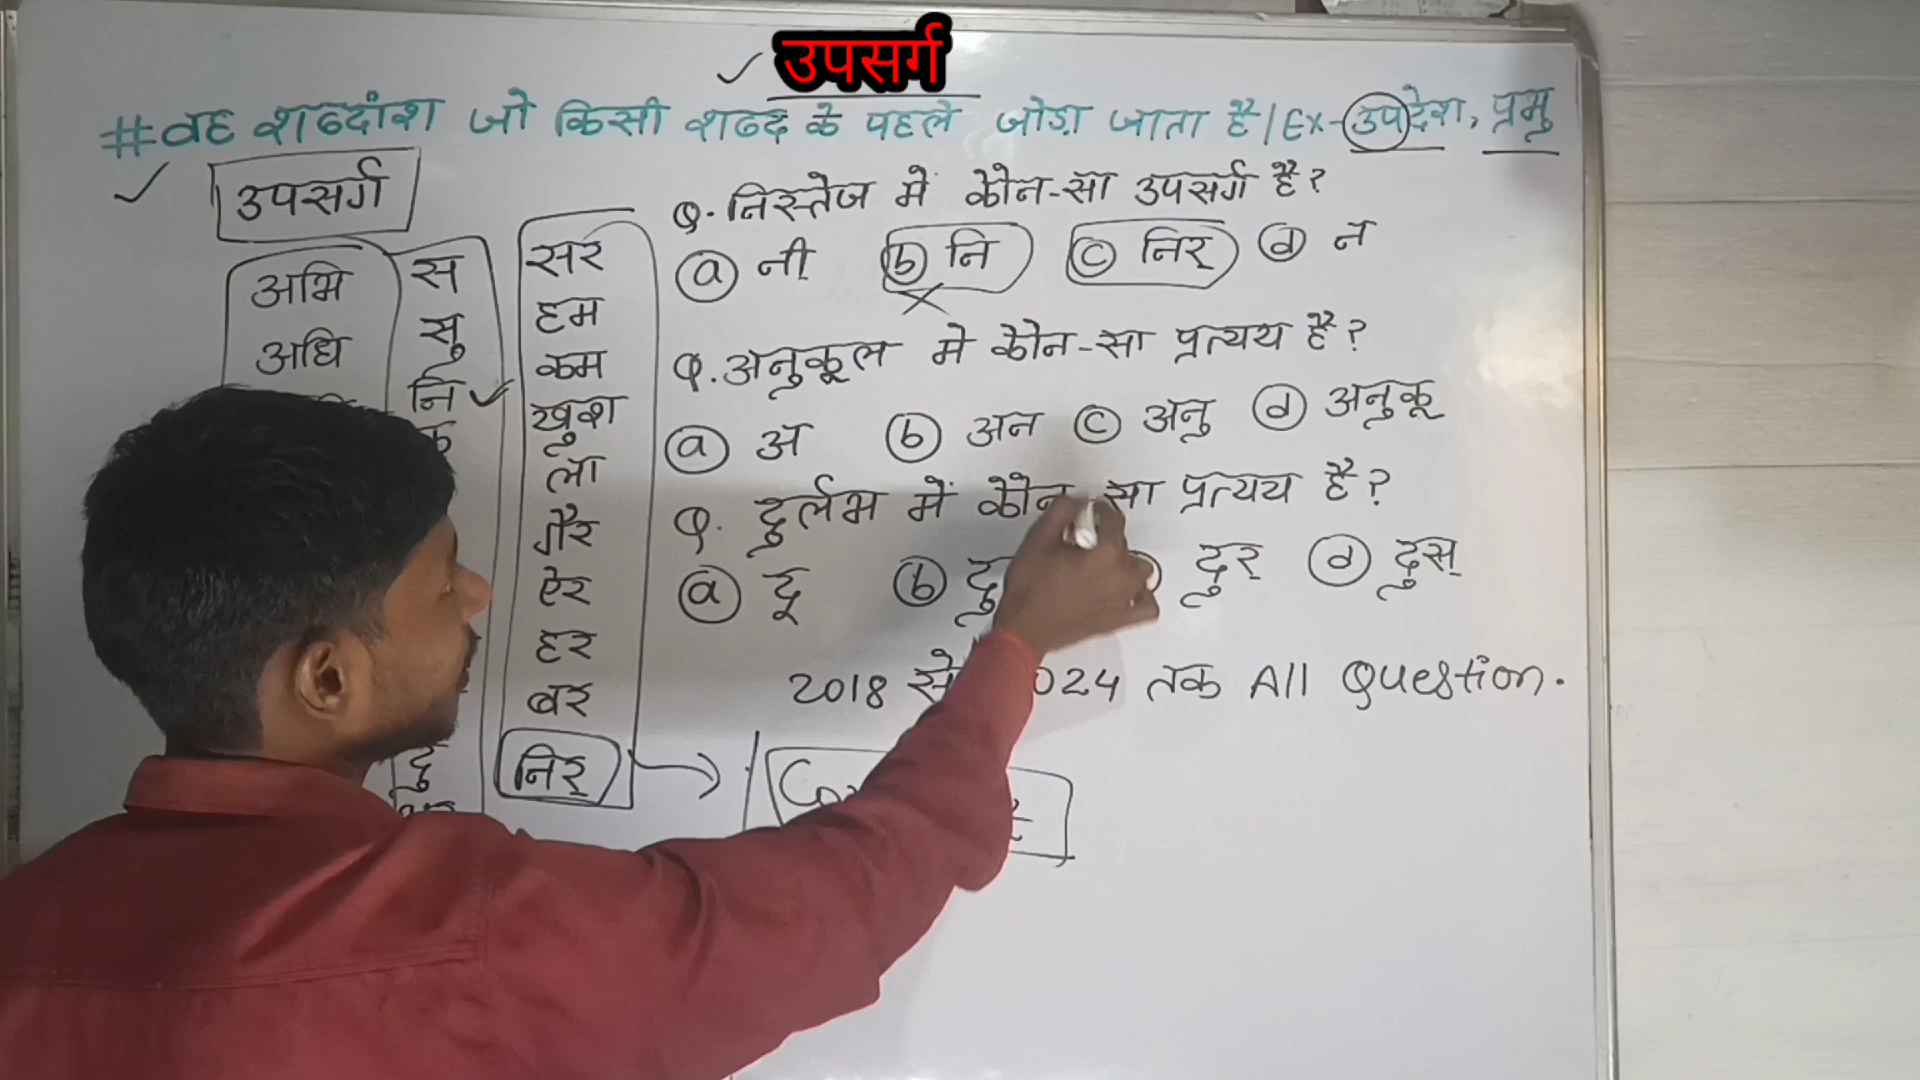 उपसर्ग
# वह शब्दांश जो किसी शब्द के पहले जोड़ा जाता है। Ex- उपदेश, प्रमु
उपसर्ग
अभि
अधि
स
सु
नि
दु
सर
हम
कम
खुश
ला
गैर
ऐर
हर
बर
निर्
Q. निस्तेज में कौन-सा उपसर्ग है?
(a) नी (b) नि (c) निर् (d) न
Q. अनुकूल मे कौन-सा प्रत्यय है?
(a) अ (b) अन (c) अनु (d) अनुकू
Q. दुर्लभ में कौन सा प्रत्यय है?
(a) दू (b) दु (c) दुर् (d) दुस्
2018 से 2024 तक All Question.